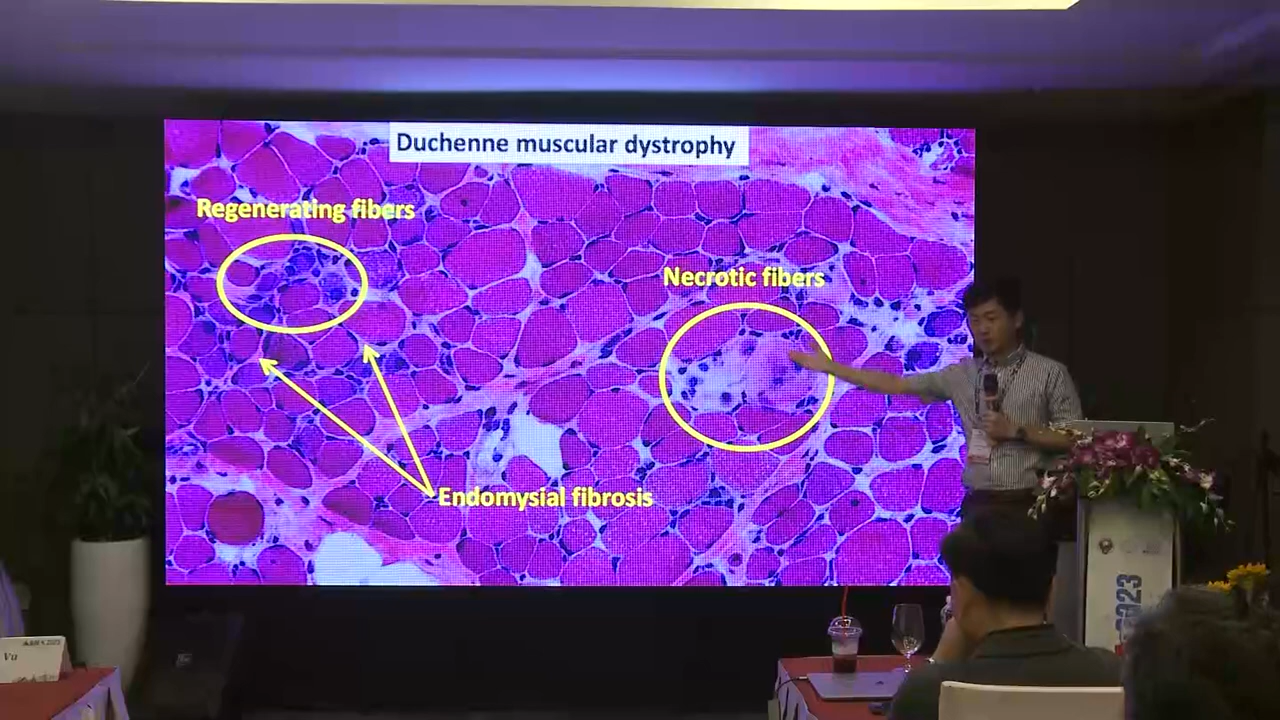 Duchenne muscular dystrophy
Regenerating fibers
Necrotic fibers
Endomysial fibrosis
Vu
2023